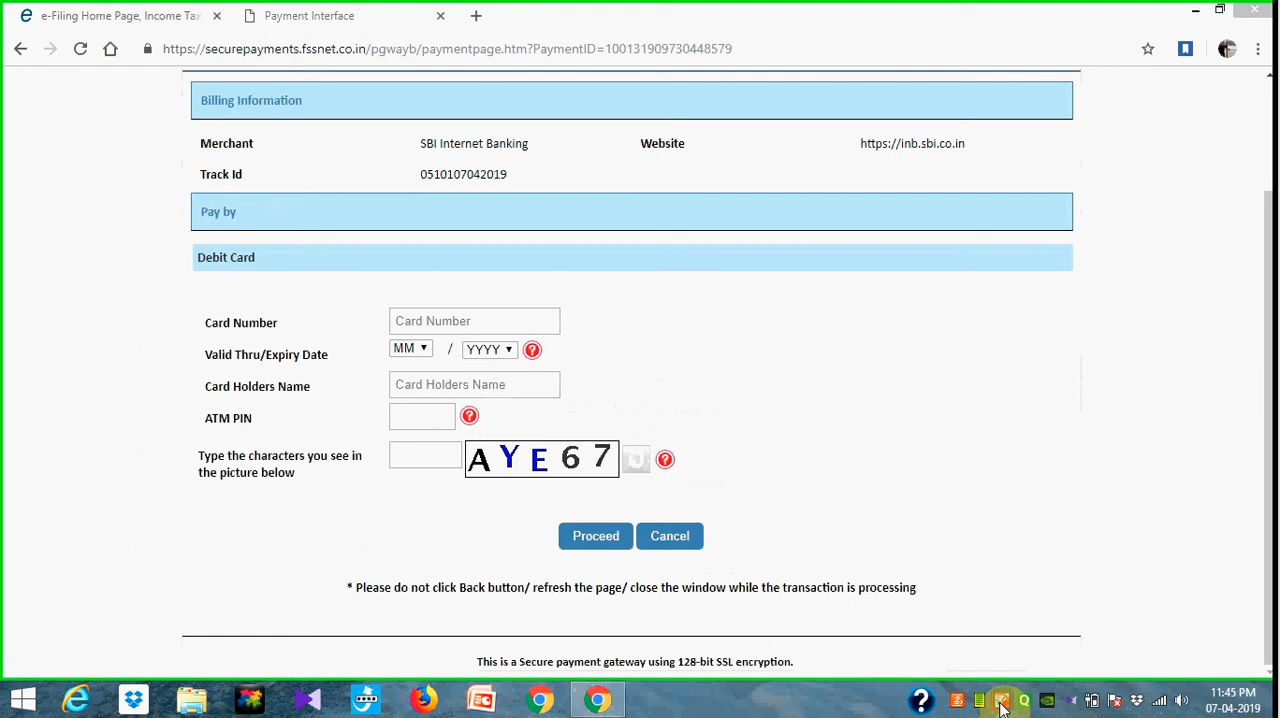 e-Filing Home Page, Income Tax
Payment Interface
https://securepayments.fssnet.co.in/pgwayb/paymentpage.htm?PaymentID=100131909730448579
Billing Information
Merchant SBI Internet Banking Website https://inb.sbi.co.in
Track Id 0510107042019
Pay by
Debit Card
Card Number Card Number
Valid Thru/Expiry Date MM / YYYY ?
Card Holders Name Card Holders Name
ATM PIN ?
Type the characters you see in
the picture below
AYE67 ?
Proceed Cancel
* Please do not click Back button/ refresh the page/ close the window while the transaction is processing
This is a Secure payment gateway using 128-bit SSL encryption.
11:45 PM
07-04-2019